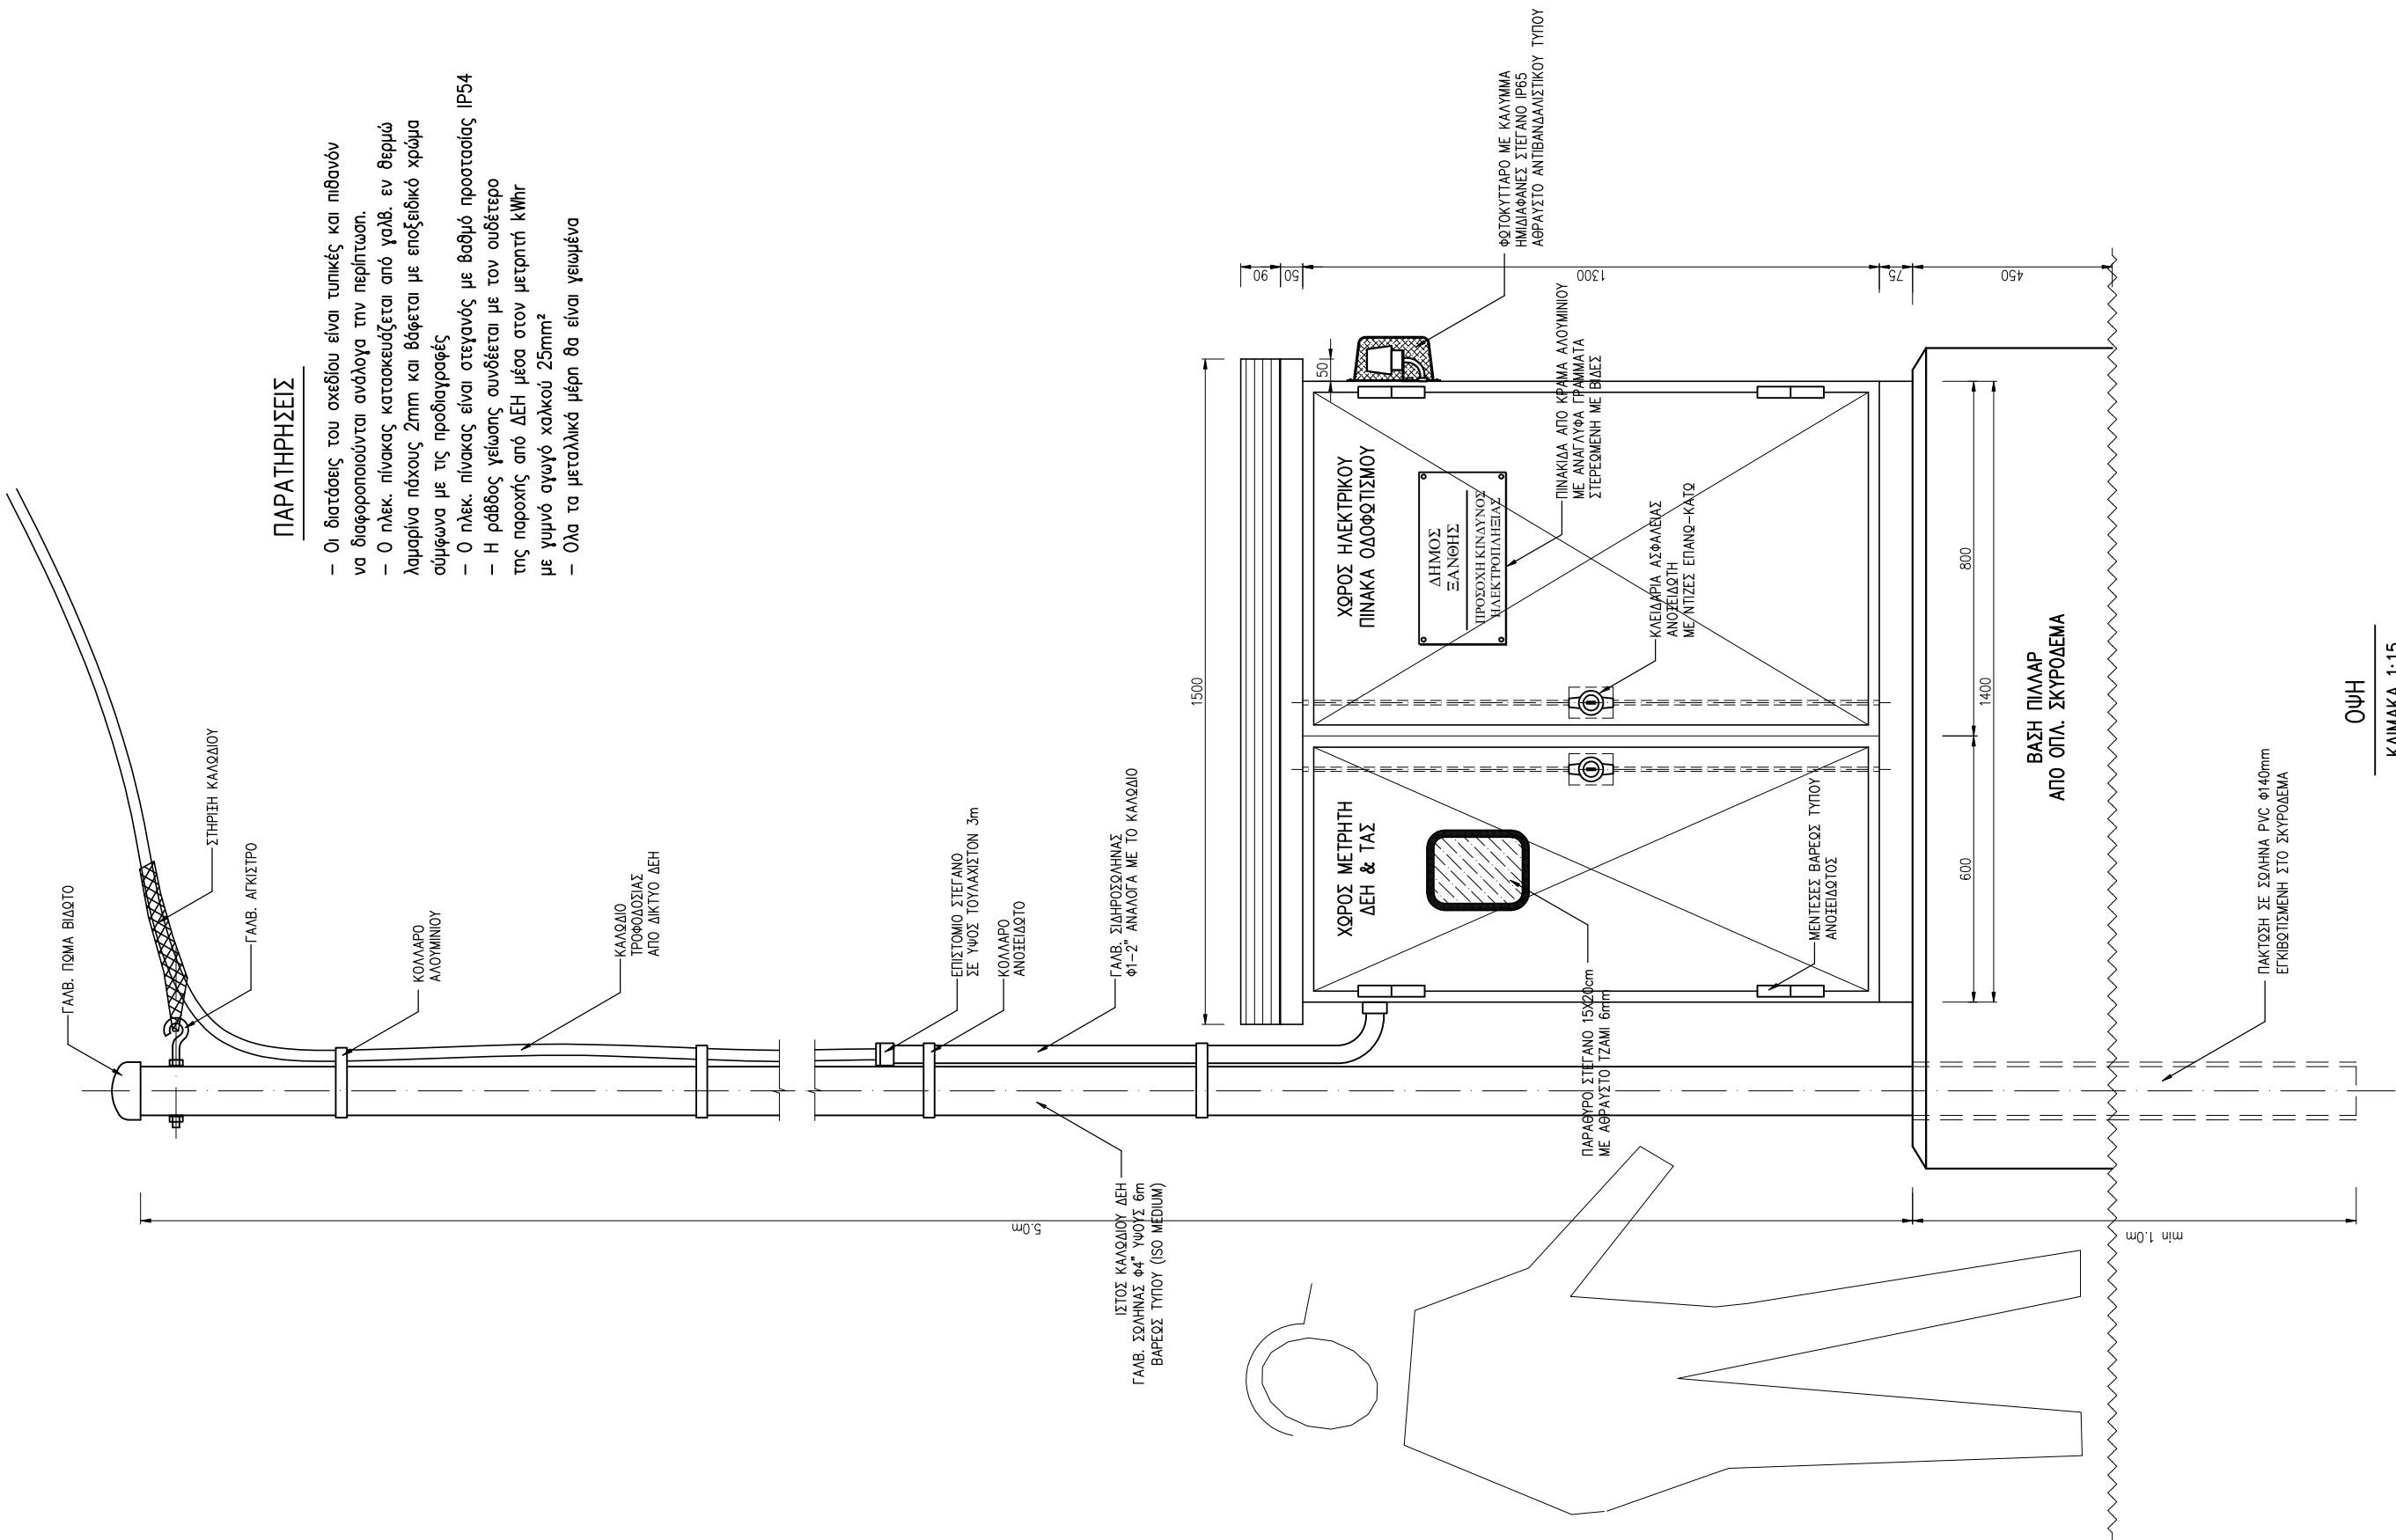 ΠΑΡΑΤΗΡΗΣΕΙΣ
– Οι διατάσεις του σχεδίου είναι τυπικές και πιθανόν
να διαφοροποιούνται ανάλογα την περίπτωση.
– Ο ηλεκ. πίνακας κατασκευάζεται από γαλβ. εν θερμώ
λαμαρίνα πάχους 2mm και βάφεται με εποξειδικό χρώμα
σύμφωνα με τις προδιαγραφές
– Ο ηλεκ. πίνακας είναι στεγανός με βαθμό προστασίας IP54
– Η ράβδος γείωσης συνδέεται με τον ουδέτερο
της παροχής από ΔΕΗ μέσα στον μετρητή kWhr
με γυμνό αγωγό χαλκού 25mm²
– Ολα τα μεταλλικά μέρη θα είναι γειωμένα
ΓΑΛΒ. ΠΩΜΑ ΒΙΔΩΤΟ
ΣΤΗΡΙΞΗ ΚΑΛΩΔΙΟΥ
ΓΑΛΒ. ΑΓΚΙΣΤΡΟ
ΚΟΛΛΑΡΟ
ΑΛΟΥΜΙΝΙΟΥ
ΚΑΛΩΔΙΟ
ΤΡΟΦΟΔΟΣΙΑΣ
ΑΠΟ ΔΙΚΤΥΟ ΔΕΗ
ΕΠΙΣΤΟΜΙΟ ΣΤΕΓΑΝΟ
ΣΕ ΥΨΟΣ ΤΟΥΛΑΧΙΣΤΟΝ 3m
ΚΟΛΛΑΡΟ
ΑΝΟΞΕΙΔΩΤΟ
ΓΑΛΒ. ΣΙΔΗΡΟΣΩΛΗΝΑΣ
Φ1–2" ΑΝΑΛΟΓΑ ΜΕ ΤΟ ΚΑΛΩΔΙΟ
ΙΣΤΟΣ ΚΑΛΩΔΙΟΥ ΔΕΗ
ΓΑΛΒ. ΣΩΛΗΝΑΣ Φ4" ΥΨΟΥΣ 6m
ΒΑΡΕΩΣ ΤΥΠΟΥ (ISO MEDIUM)
5.0m
min 1.0m
1500
90
50
1300
75
450
50
ΦΩΤΟΚΥΤΤΑΡΟ ΜΕ ΚΑΛΥΜΜΑ
ΗΜΙΔΙΑΦΑΝΕΣ ΣΤΕΓΑΝΟ IP65
ΑΘΡΑΥΣΤΟ ΑΝΤΙΒΑΝΔΑΛΙΣΤΙΚΟΥ ΤΥΠΟΥ
ΧΩΡΟΣ ΗΛΕΚΤΡΙΚΟΥ
ΠΙΝΑΚΑ ΟΔΟΦΩΤΙΣΜΟΥ
ΔΗΜΟΣ
ΞΑΝΘΗΣ
ΠΡΟΣΟΧΗ ΚΙΝΔΥΝΟΣ
ΗΛΕΚΤΡΟΠΛΗΞΙΑΣ
ΠΙΝΑΚΙΔΑ ΑΠΟ ΚΡΑΜΑ ΑΛΟΥΜΙΝΙΟΥ
ΜΕ ΑΝΑΓΛΥΦΑ ΓΡΑΜΜΑΤΑ
ΣΤΕΡΕΩΜΕΝΗ ΜΕ ΒΙΔΕΣ
ΚΛΕΙΔΑΡΙΑ ΑΣΦΑΛΕΙΑΣ
ΑΝΟΞΕΙΔΩΤΗ
ΜΕ ΝΤΙΖΕΣ ΕΠΑΝΩ–ΚΑΤΩ
ΧΩΡΟΣ ΜΕΤΡΗΤΗ
ΔΕΗ & ΤΑΣ
ΠΑΡΑΘΥΡΟ ΣΤΕΓΑΝΟ 15X20cm
ΜΕ ΑΘΡΑΥΣΤΟ ΤΖΑΜΙ 6mm
ΜΕΝΤΕΣΕΣ ΒΑΡΕΩΣ ΤΥΠΟΥ
ΑΝΟΞΕΙΔΩΤΟΣ
600
800
1400
ΒΑΣΗ ΠΙΛΛΑΡ
ΑΠΟ ΟΠΛ. ΣΚΥΡΟΔΕΜΑ
ΠΑΚΤΩΣΗ ΣΕ ΣΩΛΗΝΑ PVC Φ140mm
ΕΓΚΙΒΩΤΙΣΜΕΝΗ ΣΤΟ ΣΚΥΡΟΔΕΜΑ
ΟΨΗ
ΚΛΙΜΑΚΑ 1:15